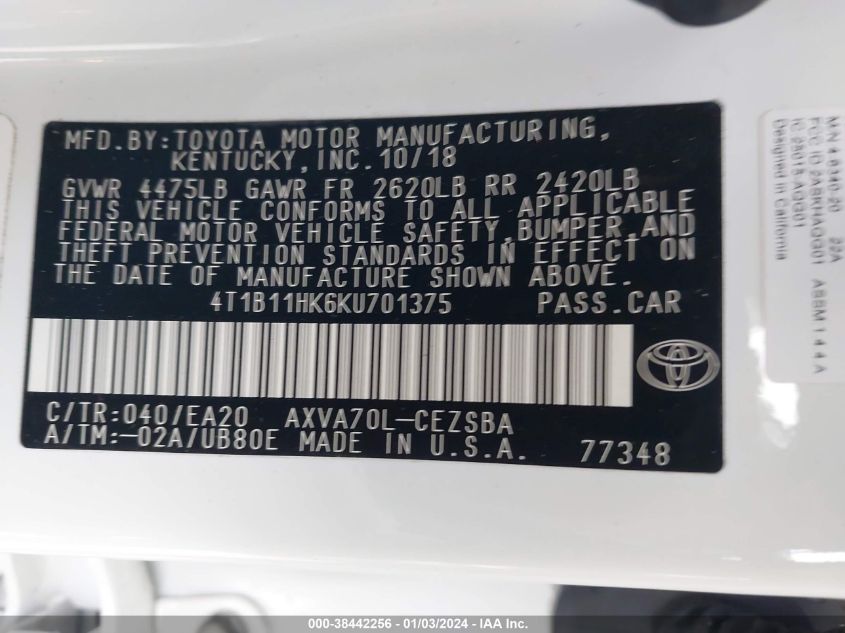 MFD. BY: TOYOTA MOTOR MANUFACTURING,
KENTUCKY, INC. 10/18
GVWR 4475LB GAWR FR 2620LB RR 2420LB
THIS VEHICLE CONFORMS TO ALL APPLICABLE
FEDERAL MOTOR VEHICLE SAFETY, BUMPER, AND
THEFT PREVENTION STANDARDS IN EFFECT ON
THE DATE OF MANUFACTURE SHOWN ABOVE.
4T1B11HK6KU701375 PASS. CAR
C/TR: 040/EA20 AXVA70L-CEZSBA
A/TM: -02A/UB80E MADE IN U.S.A. 77348
22A ABBM144A
Designed in California
000-38442256 - 01/03/2024 - IAA, Inc.